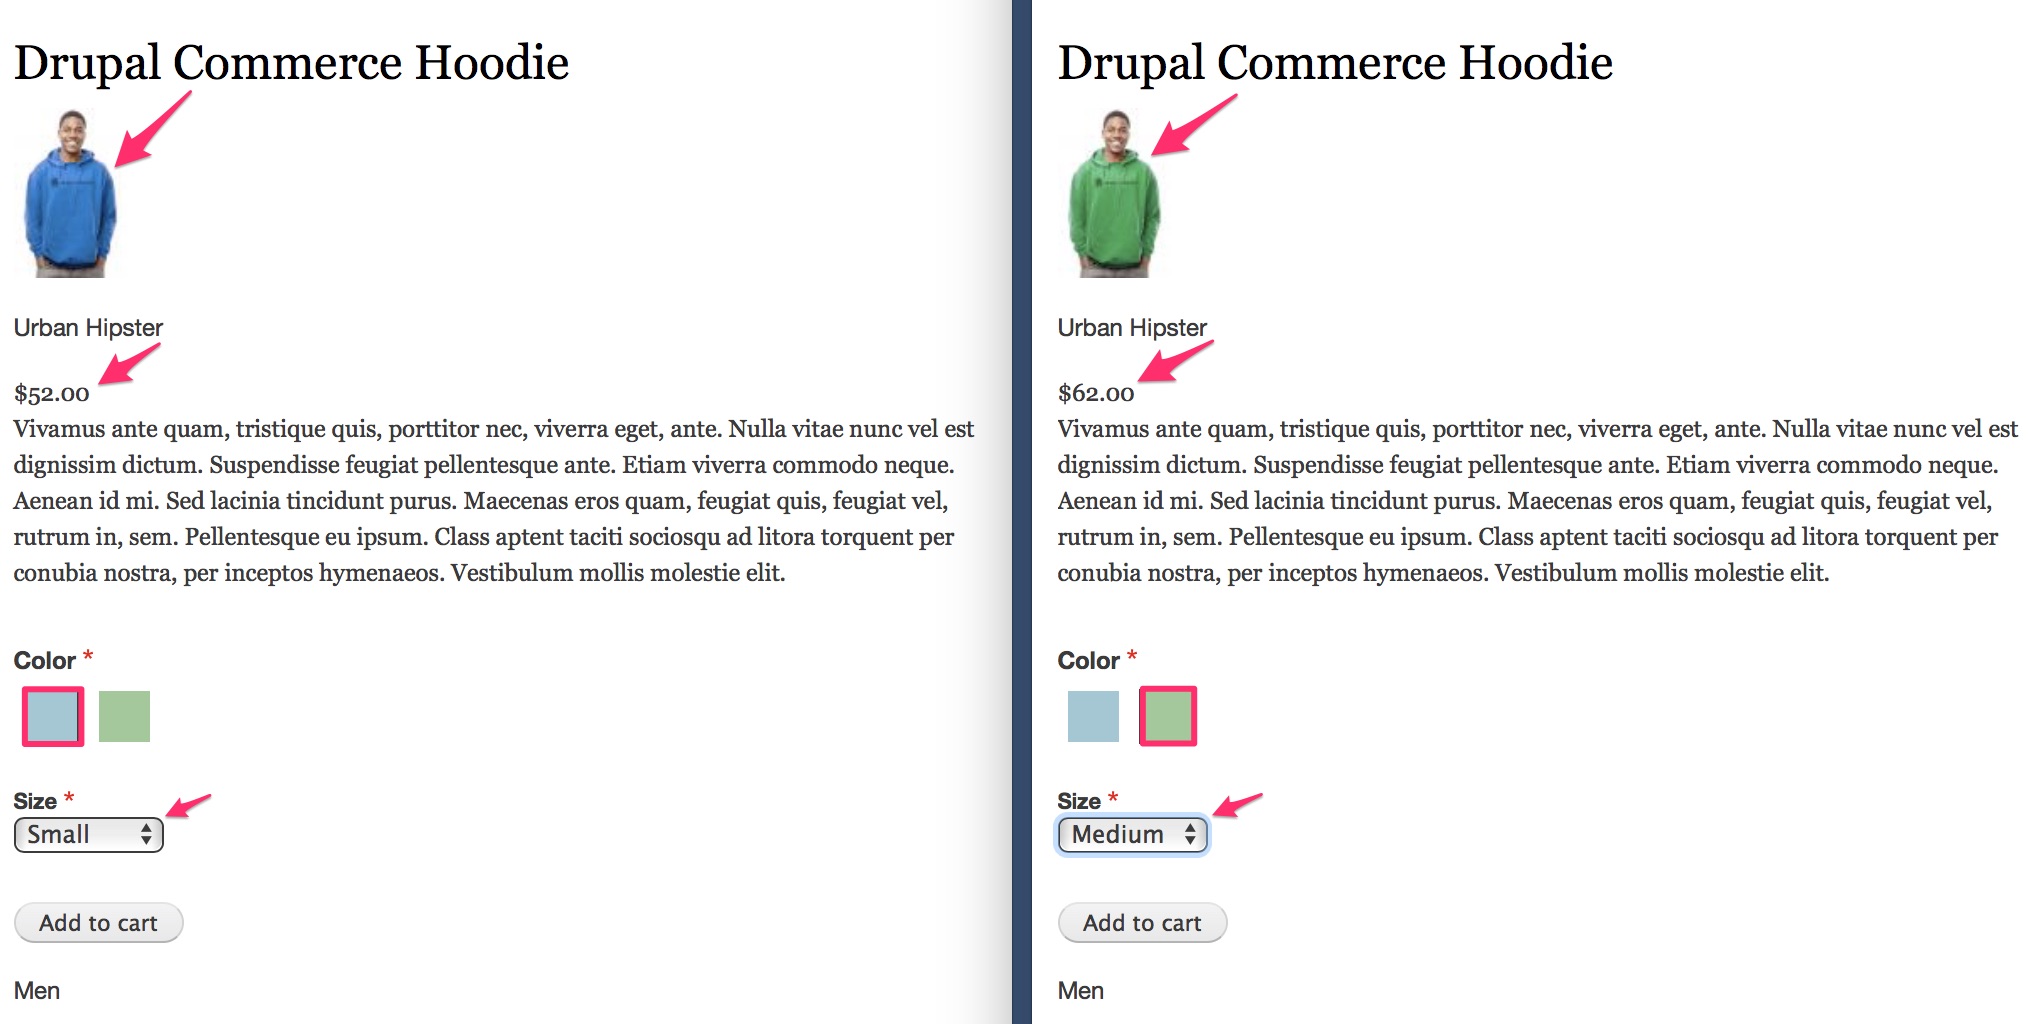 Drupal Commerce Hoodie
Urban Hipster
$52.00
Vivamus ante quam, tristique quis, porttitor nec, viverra eget, ante. Nulla vitae nunc vel est
dignissim dictum. Suspendisse feugiat pellentesque ante. Etiam viverra commodo neque.
Aenean id mi. Sed lacinia tincidunt purus. Maecenas eros quam, feugiat quis, feugiat vel,
rutrum in, sem. Pellentesque eu ipsum. Class aptent taciti sociosqu ad litora torquent per
conubia nostra, per inceptos hymenaeos. Vestibulum mollis molestie elit.
Color *
Size *
Small
Add to cart
Men
Drupal Commerce Hoodie
Urban Hipster
$62.00
Vivamus ante quam, tristique quis, porttitor nec, viverra eget, ante. Nulla vitae nunc vel est
dignissim dictum. Suspendisse feugiat pellentesque ante. Etiam viverra commodo neque.
Aenean id mi. Sed lacinia tincidunt purus. Maecenas eros quam, feugiat quis, feugiat vel,
rutrum in, sem. Pellentesque eu ipsum. Class aptent taciti sociosqu ad litora torquent per
conubia nostra, per inceptos hymenaeos. Vestibulum mollis molestie elit.
Color *
Size *
Medium
Add to cart
Men